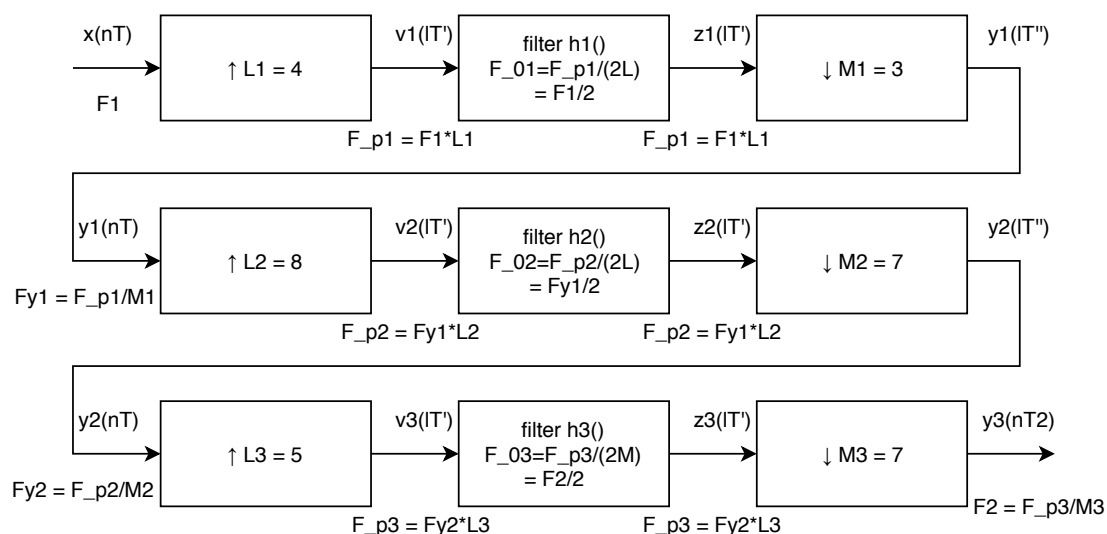 x(nT)
F1
↑ L1 = 4
v1(lT')
F_p1 = F1*L1
filter h1()
F_01=F_p1/(2L)
= F1/2
z1(lT')
F_p1 = F1*L1
↓ M1 = 3
y1(lT")
y1(nT)
Fy1 = F_p1/M1
↑ L2 = 8
v2(lT')
F_p2 = Fy1*L2
filter h2()
F_02=F_p2/(2L)
= Fy1/2
z2(lT')
F_p2 = Fy1*L2
↓ M2 = 7
y2(lT")
y2(nT)
Fy2 = F_p2/M2
↑ L3 = 5
v3(lT')
F_p3 = Fy2*L3
filter h3()
F_03=F_p3/(2M)
= F2/2
z3(lT')
F_p3 = Fy2*L3
↓ M3 = 7
y3(nT2)
F2 = F_p3/M3